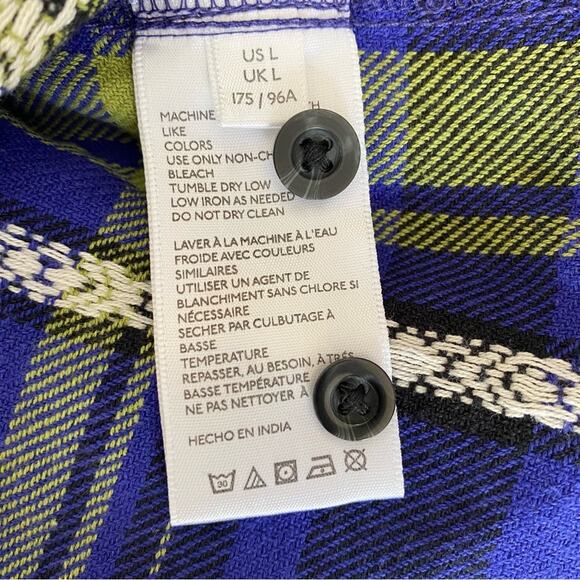 US L
UK L
175 / 96A
MACHINE
LIKE
COLORS
USE ONLY NON-CH
BLEACH
TUMBLE DRY LOW
LOW IRON AS NEEDED
DO NOT DRY CLEAN
LAVER À LA MACHINE À L'EAU
FROIDE AVEC COULEURS
SIMILAIRES
UTILISER UN AGENT DE
BLANCHIMENT SANS CHLORE SI
NÉCESSAIRE
SECHER PAR CULBUTAGE À
BASSE
TEMPERATURE
REPASSER, AU BESOIN, À TRÈS
BASSE TEMPÉRATURE
NE PAS NETTOYER À
HECHO EN INDIA
30